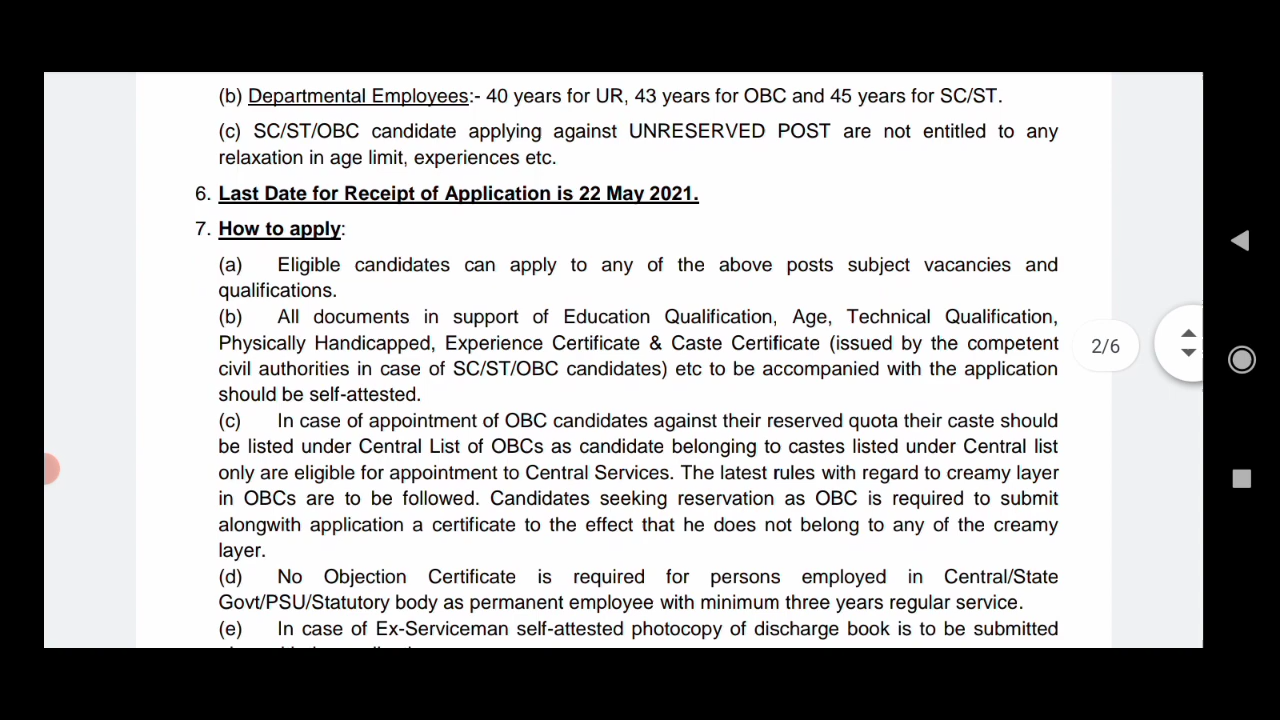 (b) Departmental Employees:- 40 years for UR, 43 years for OBC and 45 years for SC/ST.
(c) SC/ST/OBC candidate applying against UNRESERVED POST are not entitled to any
relaxation in age limit, experiences etc.
6. Last Date for Receipt of Application is 22 May 2021.
7. How to apply:
(a) Eligible candidates can apply to any of the above posts subject vacancies and
qualifications.
(b) All documents in support of Education Qualification, Age, Technical Qualification,
Physically Handicapped, Experience Certificate & Caste Certificate (issued by the competent
civil authorities in case of SC/ST/OBC candidates) etc to be accompanied with the application
should be self-attested.
(c) In case of appointment of OBC candidates against their reserved quota their caste should
be listed under Central List of OBCs as candidate belonging to castes listed under Central list
only are eligible for appointment to Central Services. The latest rules with regard to creamy layer
in OBCs are to be followed. Candidates seeking reservation as OBC is required to submit
alongwith application a certificate to the effect that he does not belong to any of the creamy
layer.
(d) No Objection Certificate is required for persons employed in Central/State
Govt/PSU/Statutory body as permanent employee with minimum three years regular service.
(e) In case of Ex-Serviceman self-attested photocopy of discharge book is to be submitted
2/6